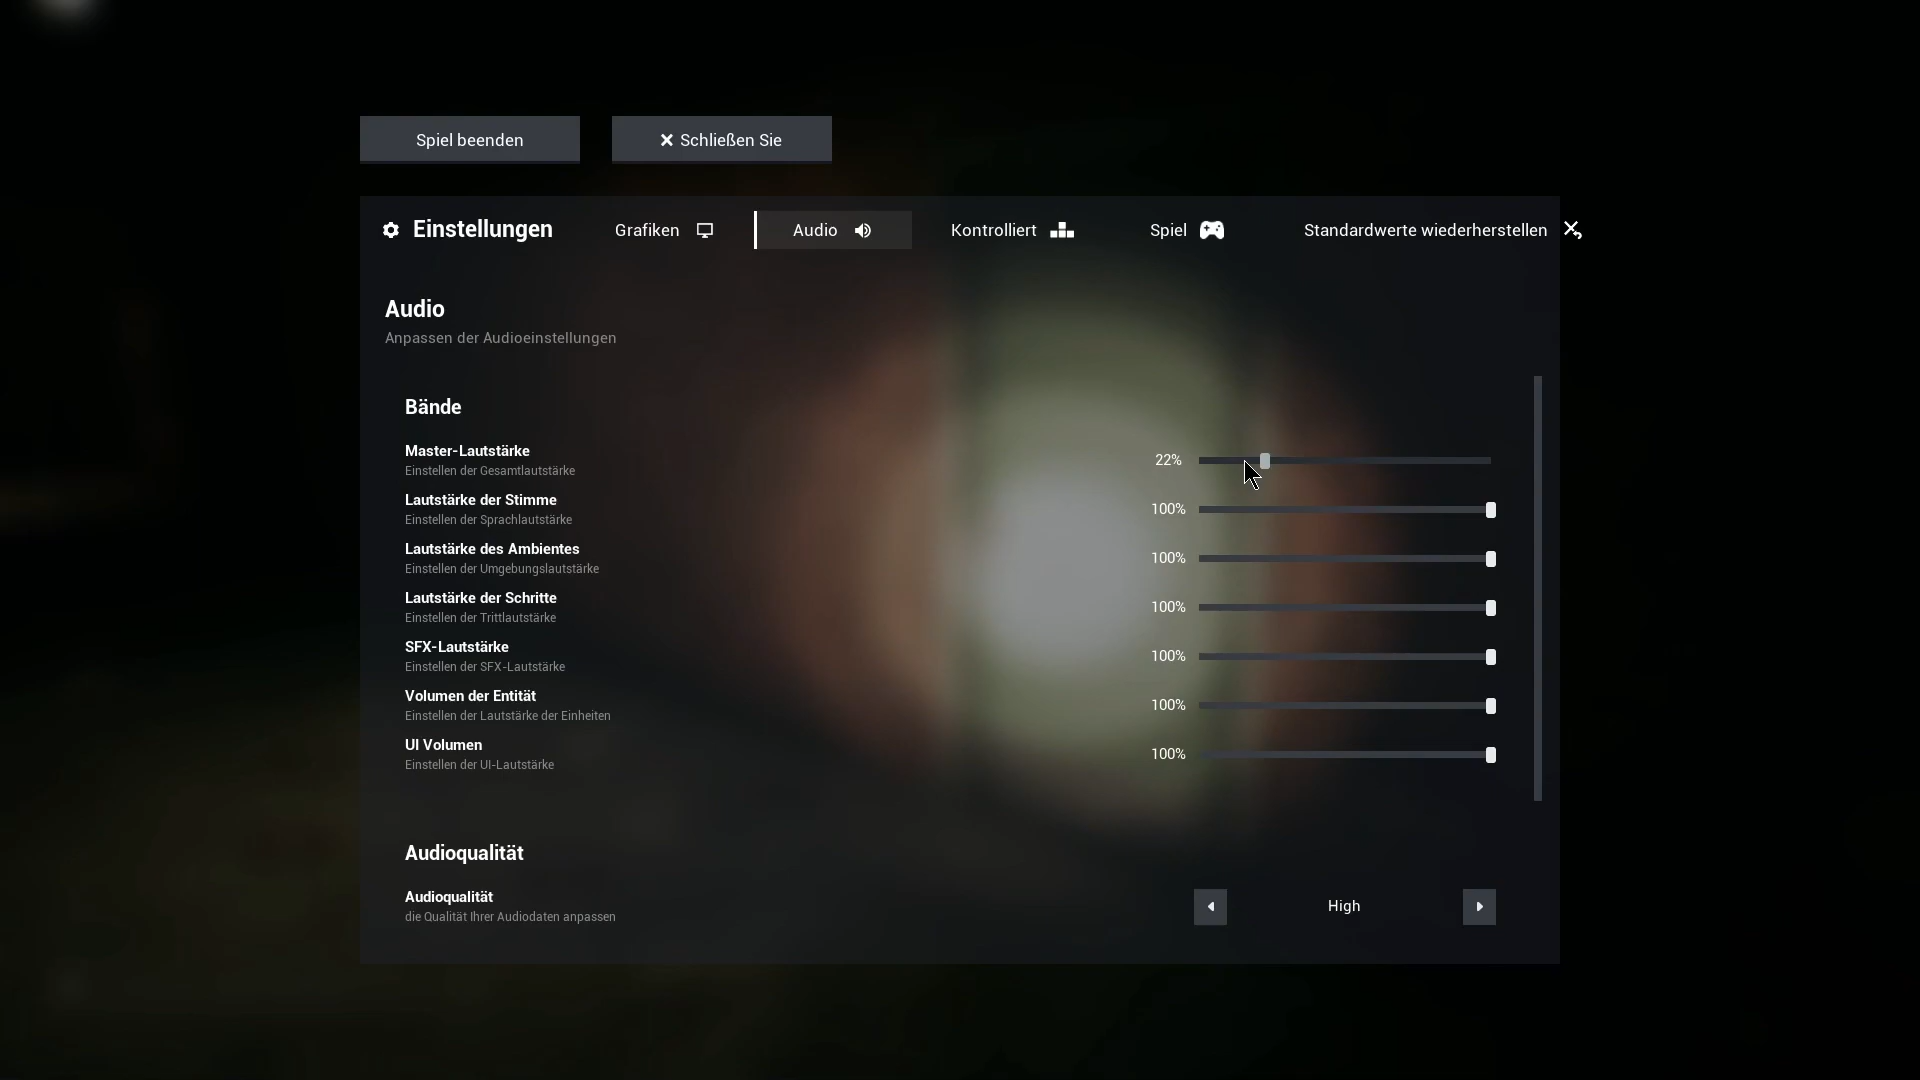 Spiel beenden
Schließen Sie
Einstellungen
Grafiken
Audio
Kontrolliert
Spiel
Standardwerte wiederherstellen
Audio
Anpassen der Audioeinstellungen
Bände
Master-Lautstärke
22%
Einstellen der Gesamtlautstärke
Lautstärke der Stimme
100%
Einstellen der Sprachlautstärke
Lautstärke des Ambientes
100%
Einstellen der Umgebungslautstärke
Lautstärke der Schritte
100%
Einstellen der Trittlautstärke
SFX-Lautstärke
100%
Einstellen der SFX-Lautstärke
Volumen der Entität
100%
Einstellen der Lautstärke der Einheiten
UI Volumen
100%
Einstellen der UI-Lautstärke
Audioqualität
Audioqualität
High
die Qualität Ihrer Audiodaten anpassen